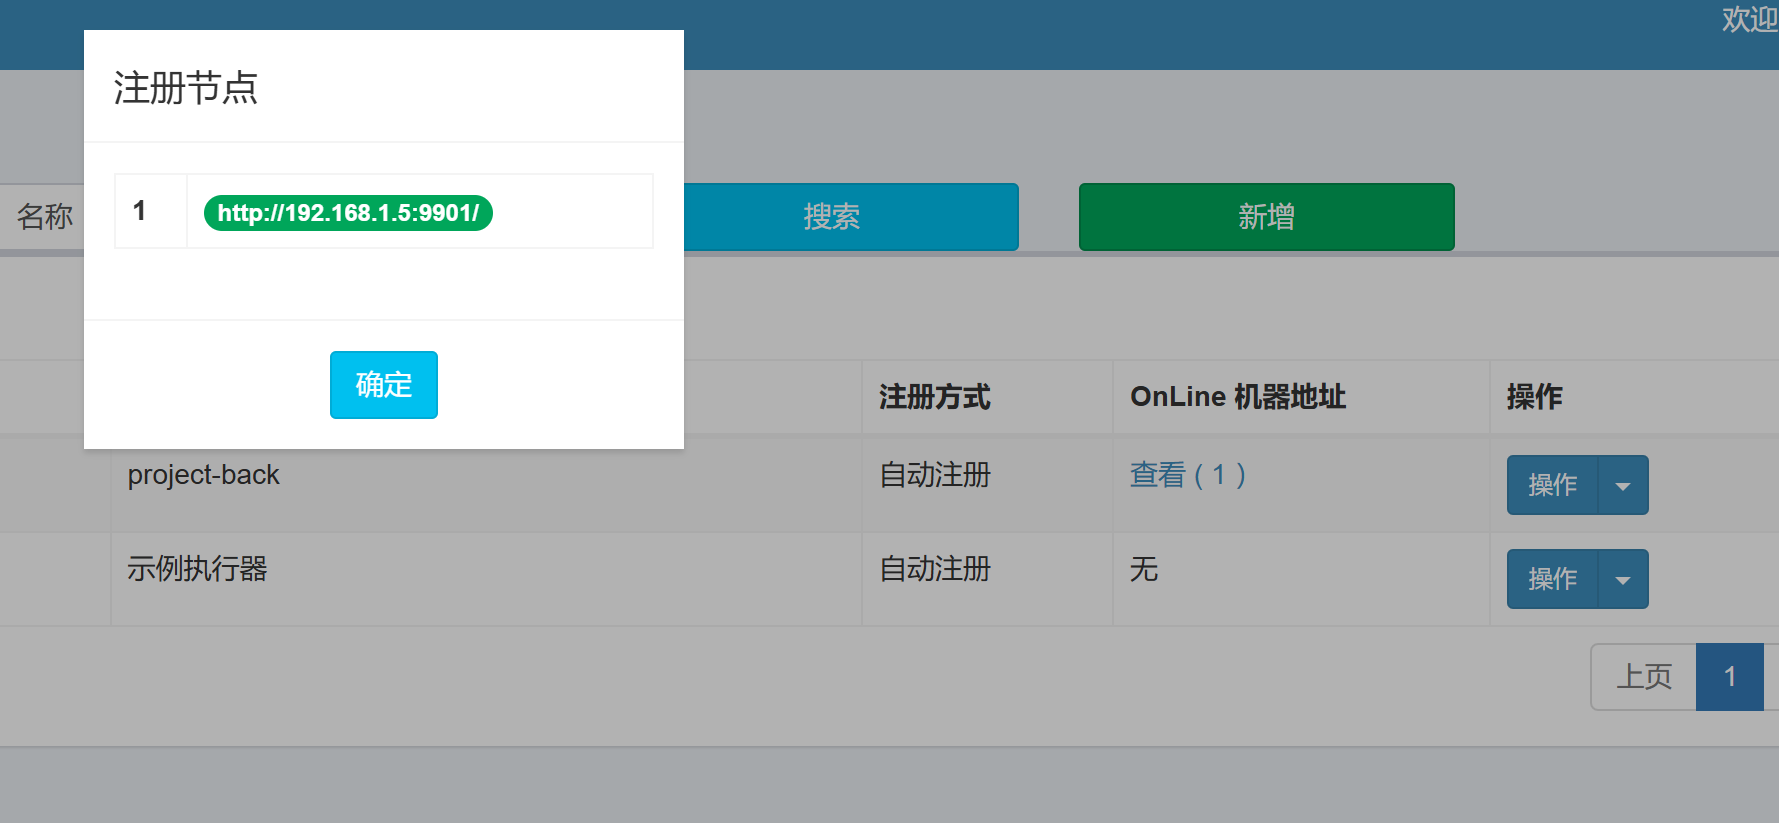 欢迎
注册节点
1 http://192.168.1.5:9901/
确定
名称 搜索 新增
注册方式 OnLine 机器地址 操作
project-back 自动注册 查看 ( 1 ) 操作
示例执行器 自动注册 无 操作
上页 1